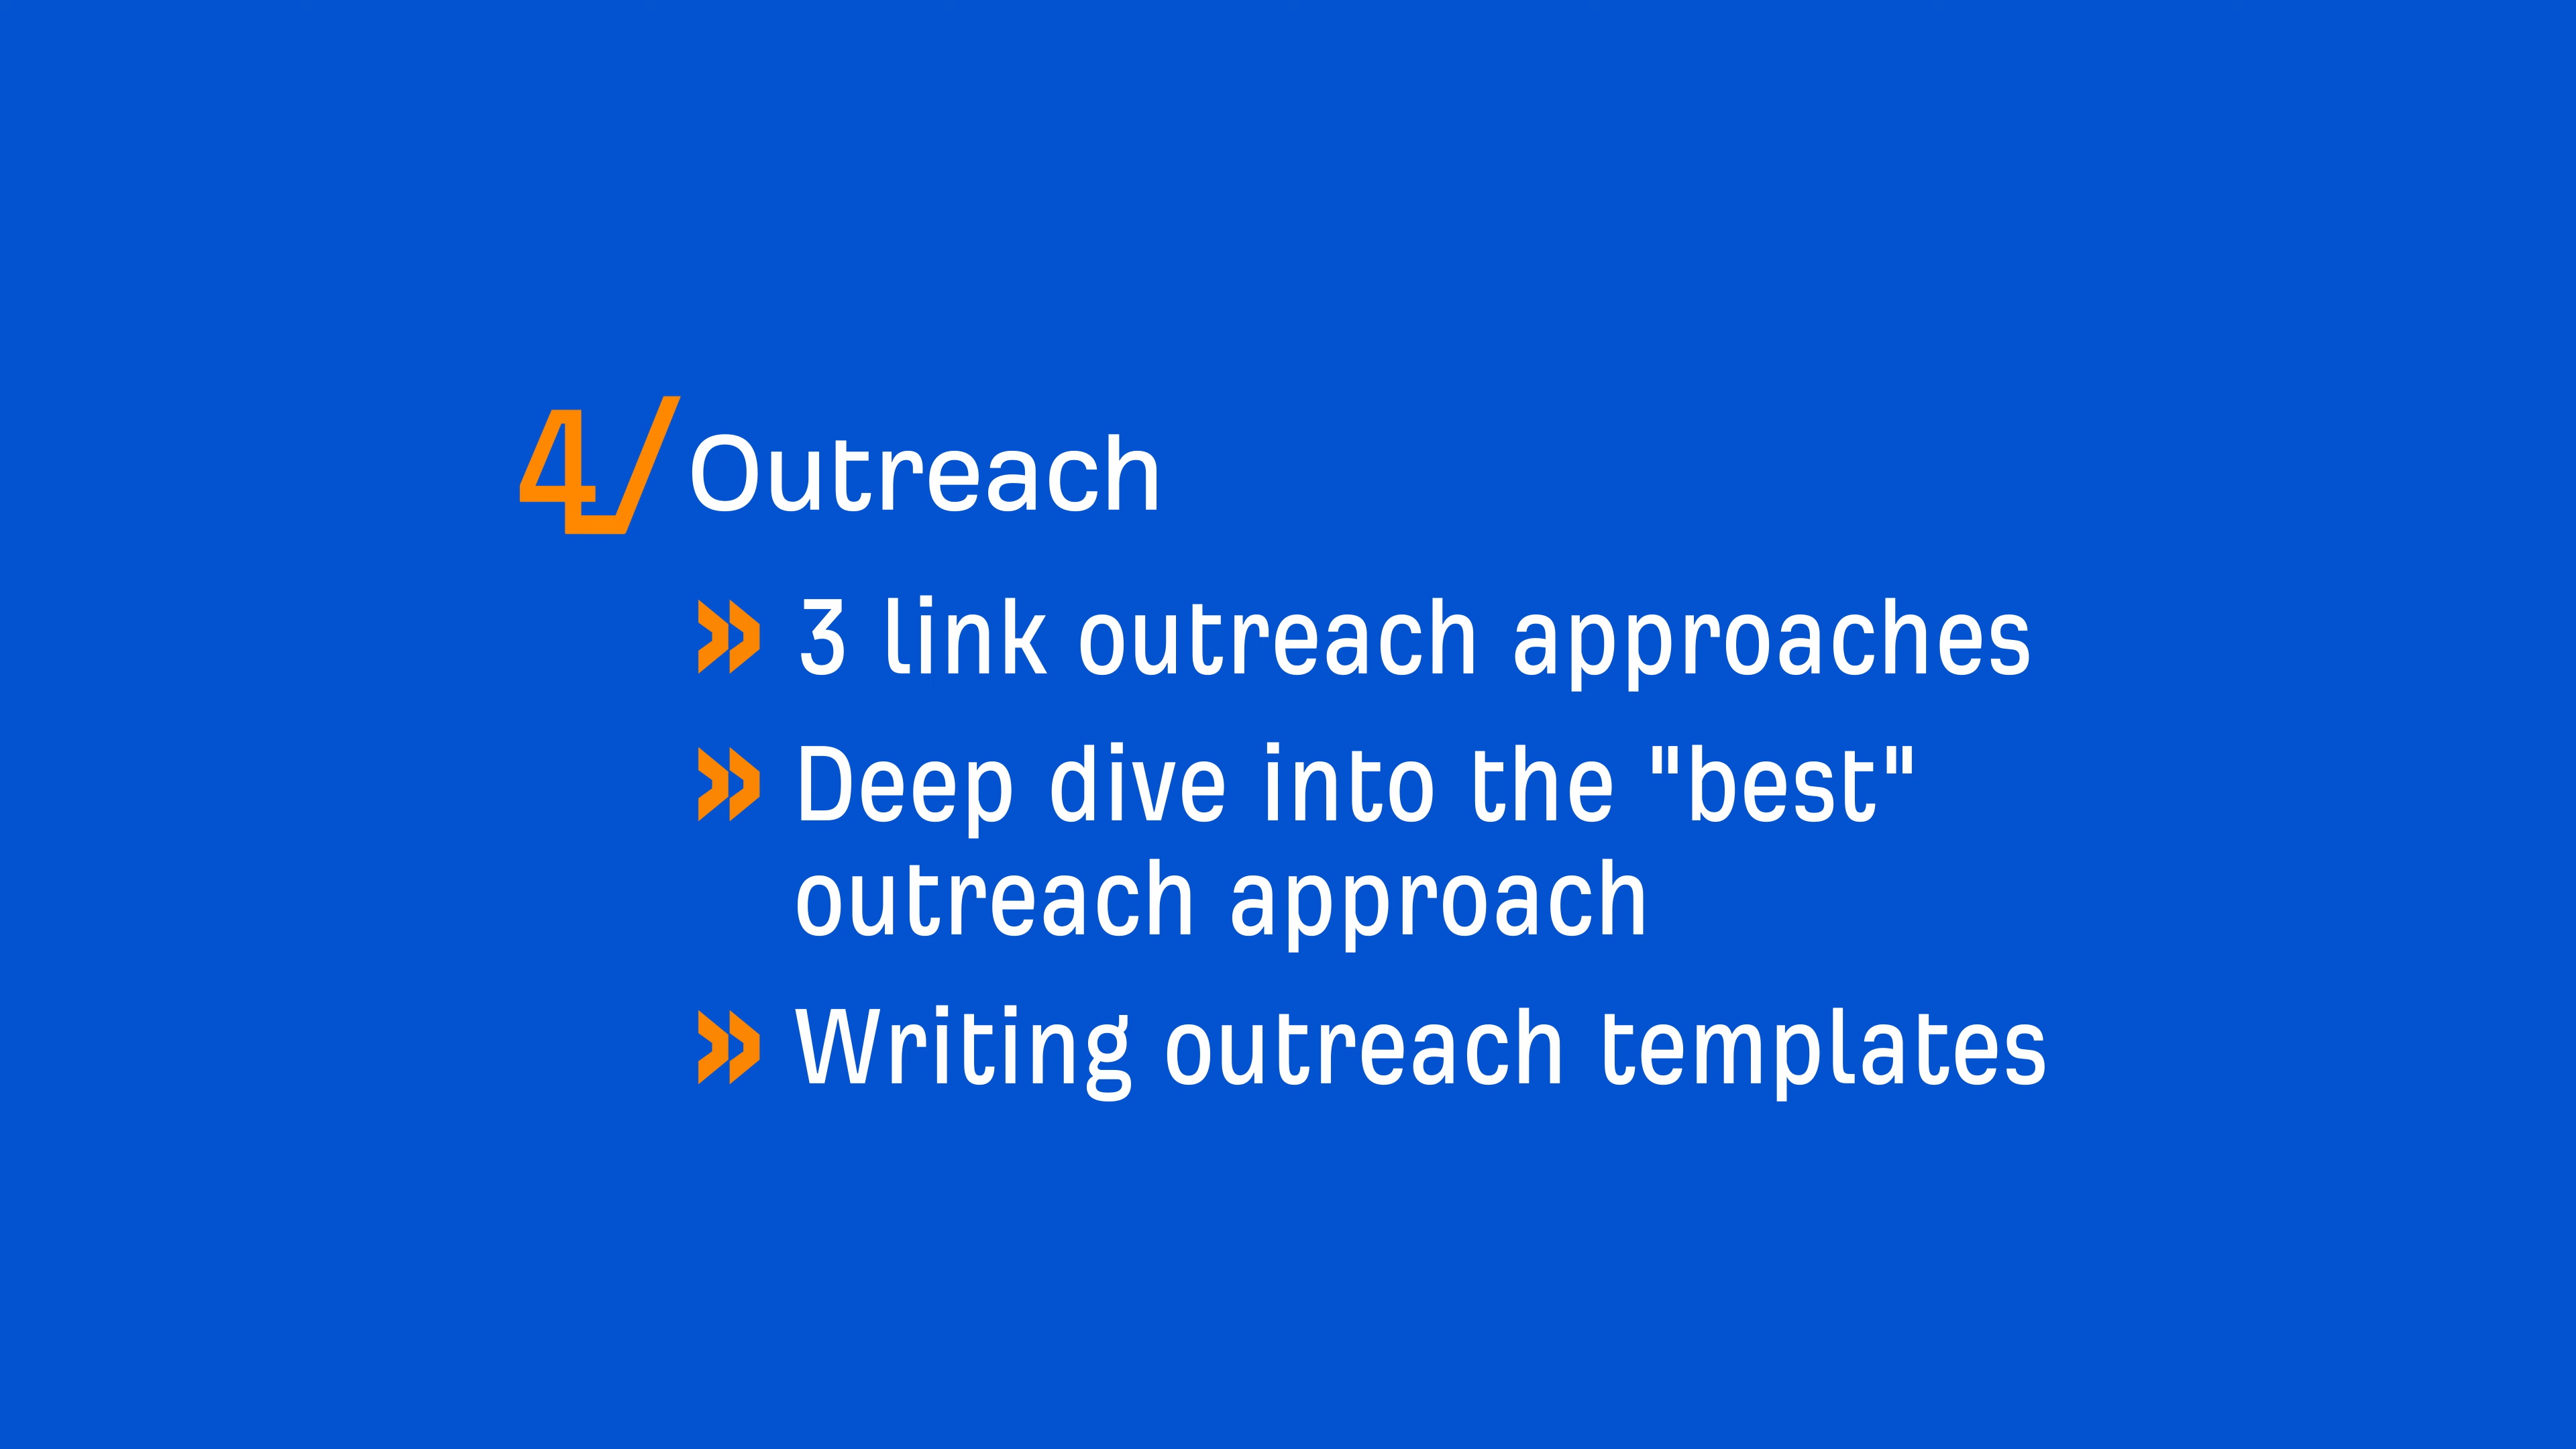 4/ Outreach
» 3 link outreach approaches
» Deep dive into the "best"
outreach approach
» Writing outreach templates